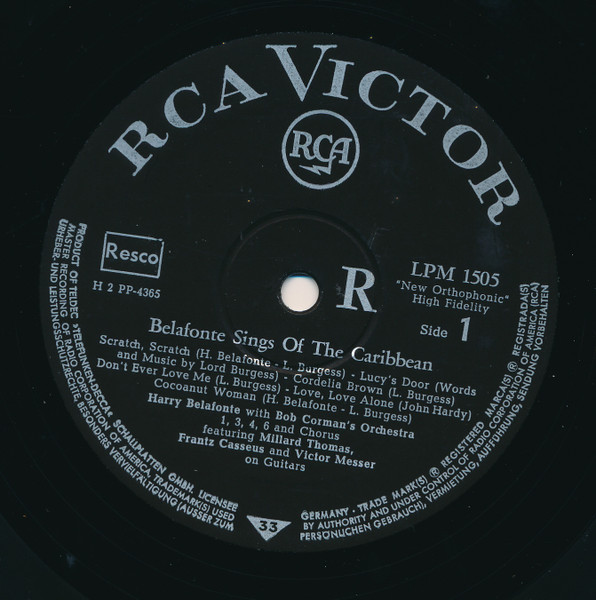 RCA VICTOR
RCA
Resco
H 2 PP-4365
R
LPM 1505
"New Orthophonic"
High Fidelity
Side 1
Belafonte Sings Of The Caribbean
Scratch, Scratch (H. Belafonte - L. Burgess) - Lucy's Door (Words
and Music by Lord Burgess) - Cordelia Brown (L. Burgess)
Don't Ever Love Me (L. Burgess) - Love, Love Alone (John Hardy)
Cocoanut Woman (H. Belafonte - L. Burgess)
Harry Belafonte with Bob Corman's Orchestra
1, 3, 4, 6 and Chorus
featuring Millard Thomas,
Frantz Casseus and Victor Messer
on Guitars
PRODUCT OF TELDEC »TELEFUNKEN-DECCA« SCHALLPLATTEN GMBH. LICENSEE
MASTER RECORDING OF RADIO CORPORATION OF AMERICA, TRADEMARK(S) USED
URHEBER- UND LEISTUNGSSCHUTZRECHTE BESONDERS VERVIELFÄLTIGUNG (AUSSER ZUM
33
GERMANY - TRADE MARK(S) ® REGISTERED MARCA(S) ® REGISTRADA(S)
BY AUTHORITY AND UNDER CONTROL OF RADIO CORPORATION OF AMERICA (RCA)
PERSÖNLICHEN GEBRAUCH), VERMIETUNG, AUFFÜHRUNG, SENDUNG VORBEHALTEN